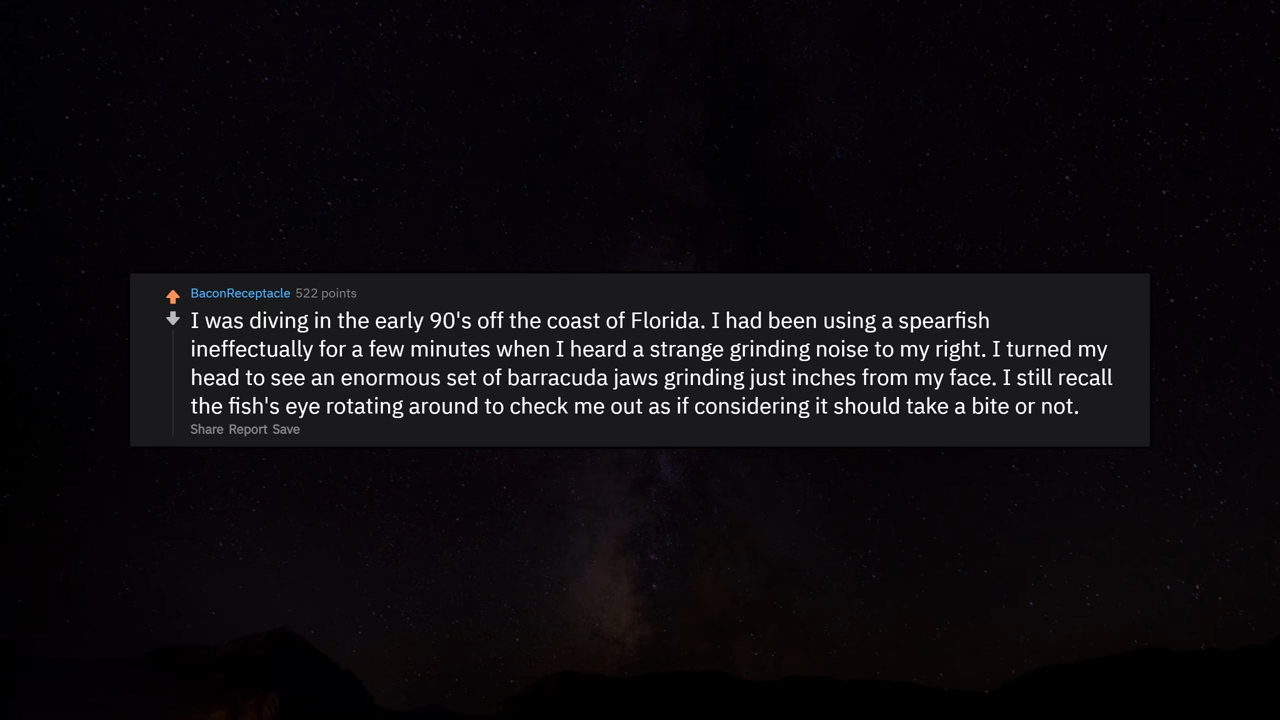 BaconReceptacle 522 points
I was diving in the early 90's off the coast of Florida. I had been using a spearfish
ineffectually for a few minutes when I heard a strange grinding noise to my right. I turned my
head to see an enormous set of barracuda jaws grinding just inches from my face. I still recall
the fish's eye rotating around to check me out as if considering it should take a bite or not.
Share Report Save